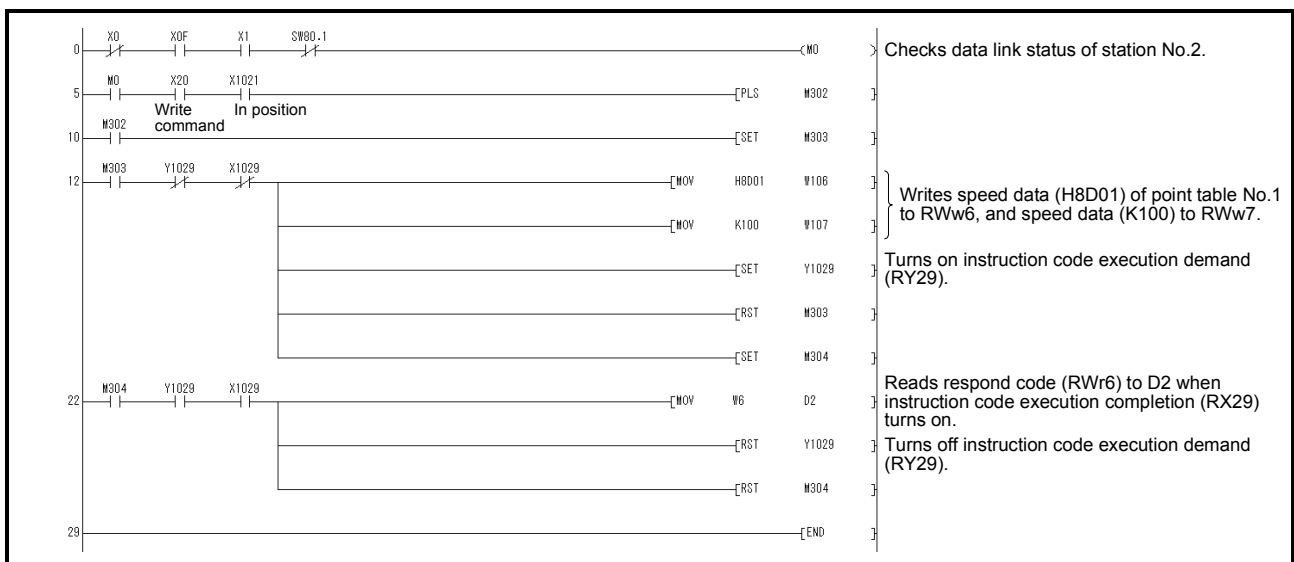 X0 X0F X1 SW80.1
0 (M0 ) Checks data link status of station No.2.
M0 X20 X1021
5 [PLS M302 ]
Write In position
command
M302
10 [SET M303 ]
M303 Y1029 X1029
12 [MOV H8D01 W106 ]
Writes speed data (H8D01) of point table No.1
to RWw6, and speed data (K100) to RWw7.
[MOV K100 W107 ]
Turns on instruction code execution demand
[SET Y1029 ]
(RY29).
[RST M303 ]
[SET M304 ]
M304 Y1029 X1029
Reads respond code (RWr6) to D2 when
22 [MOV W6 D2 ] instruction code execution completion (RX29)
turns on.
[RST Y1029 ] Turns off instruction code execution demand
(RY29).
[RST M304 ]
29 [END ]